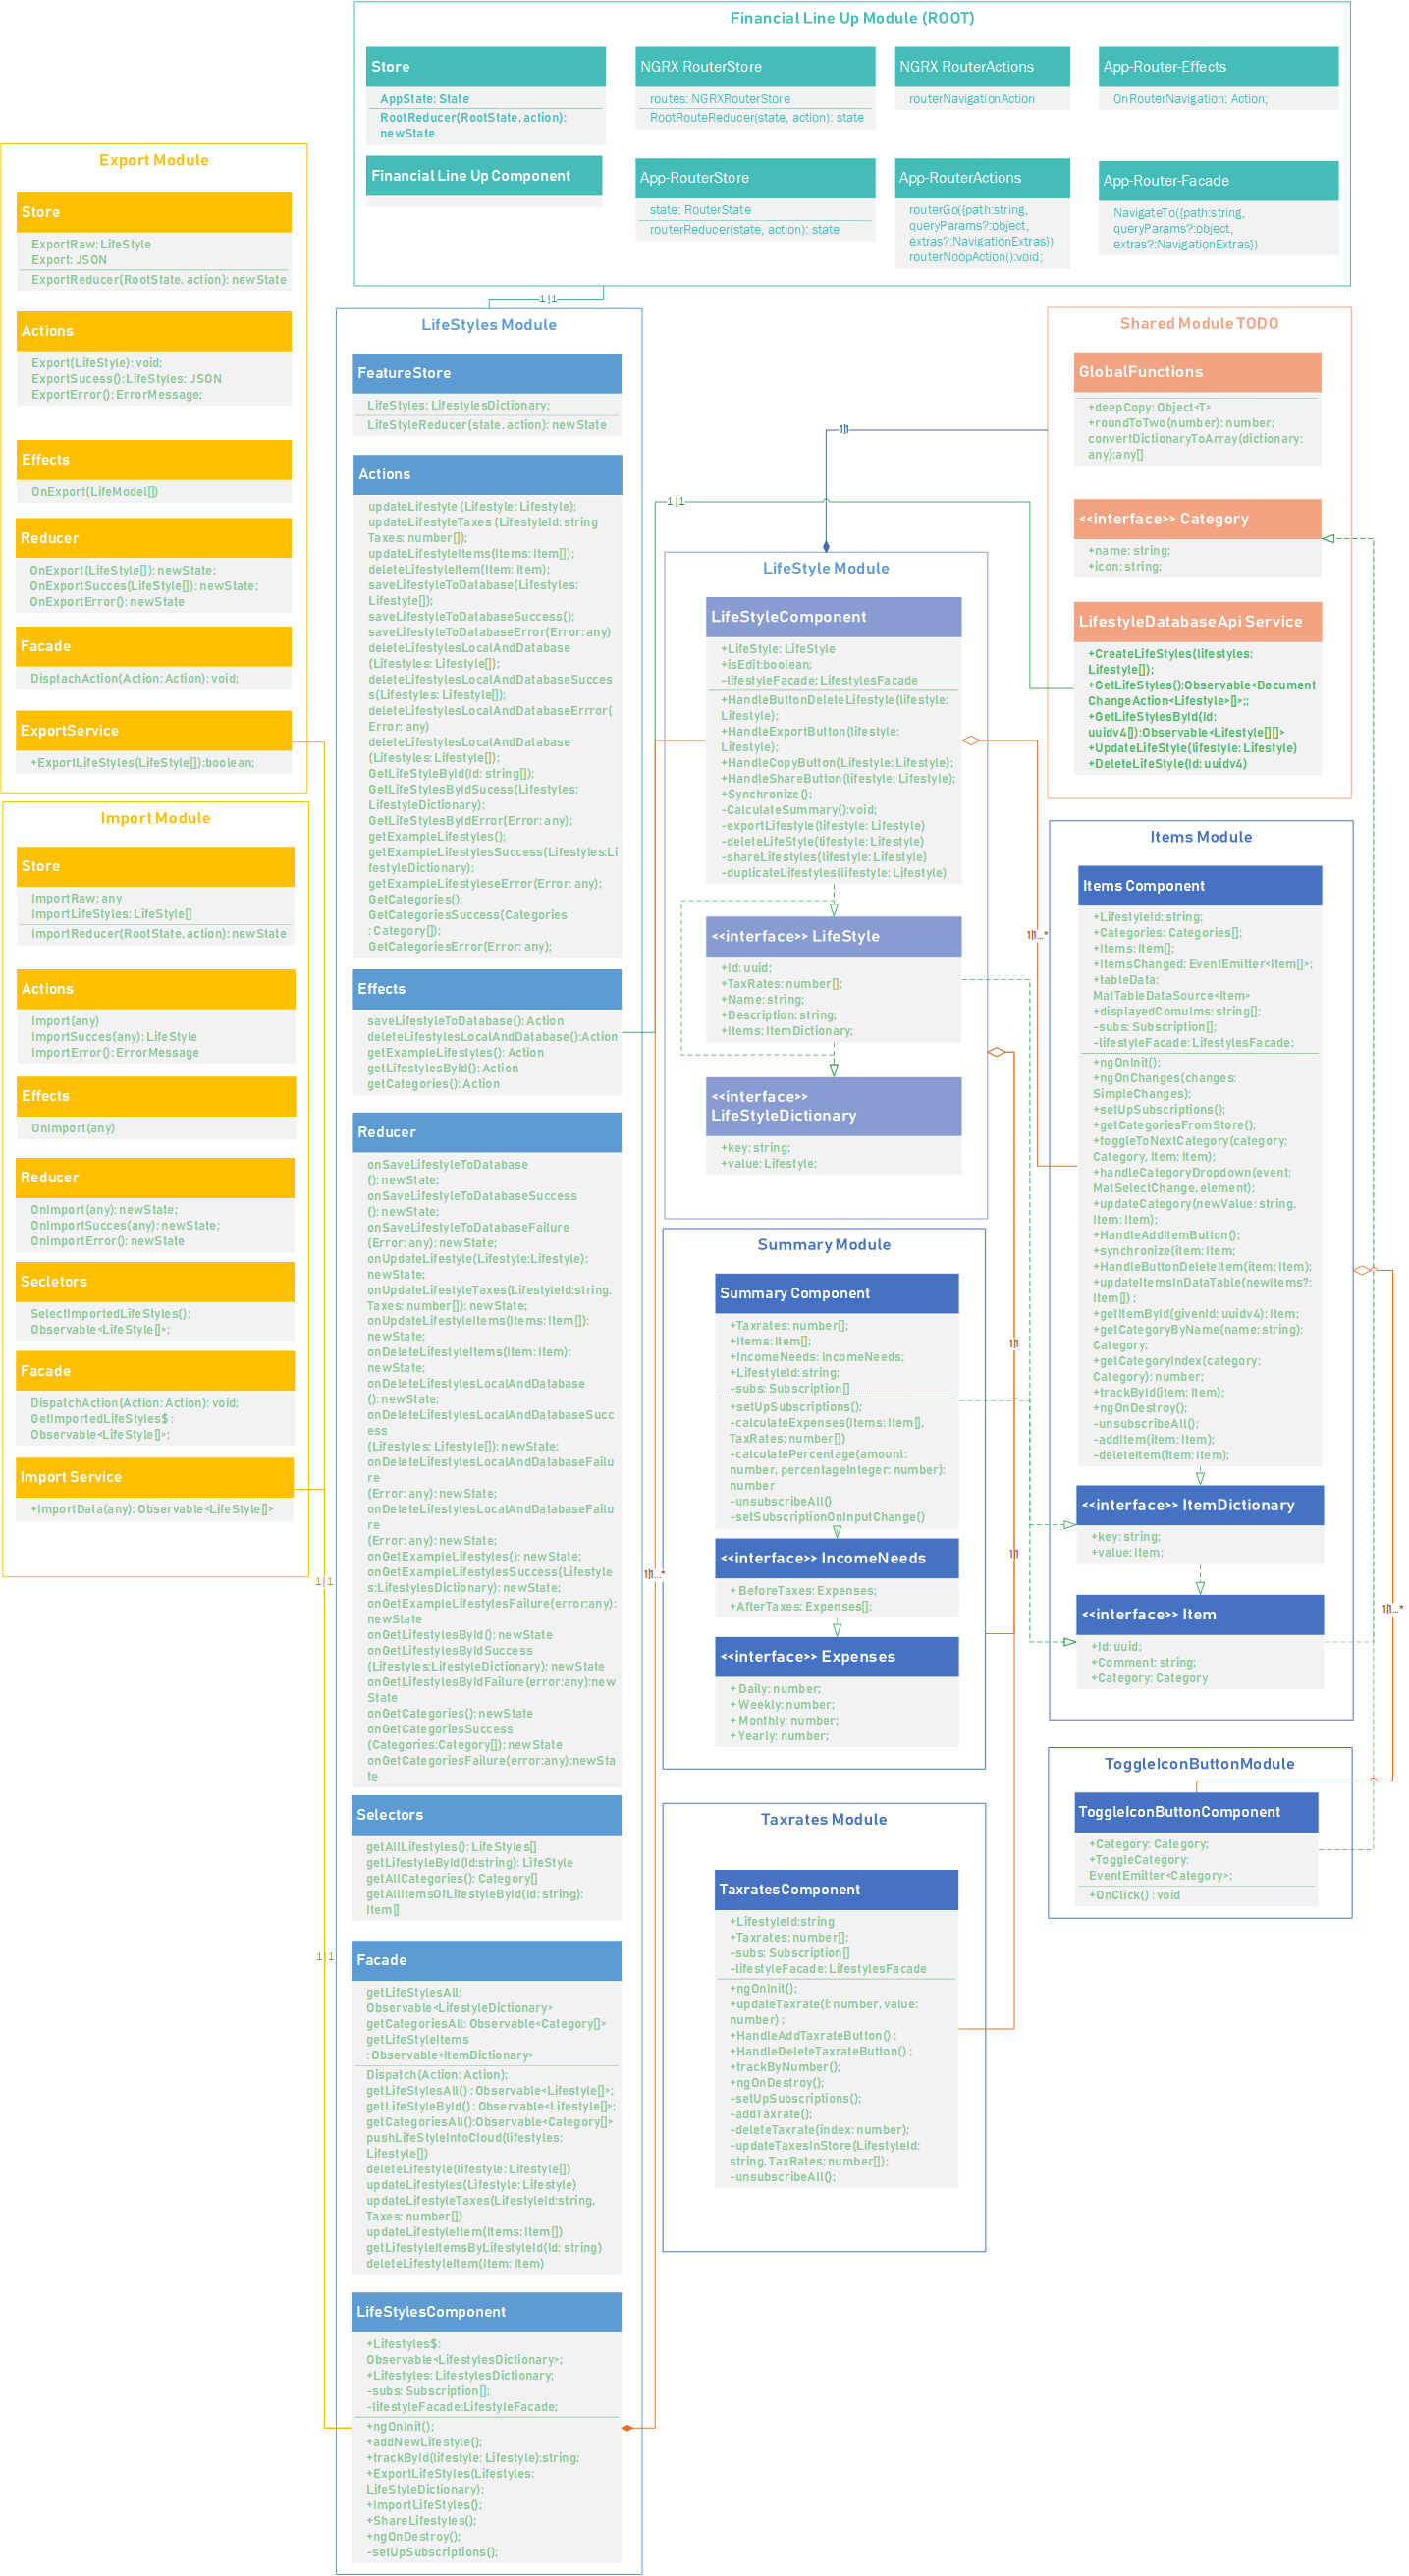 Financial Line Up Module (ROOT)
Store
AppState: State
RootReducer(RootState, action):
newState
NGRX RouterStore
routes: NGRXRouterStore
RootRouteReducer(state, action): state
NGRX RouterActions
routerNavigationAction
App-Router-Effects
OnRouterNavigation: Action;
Financial Line Up Component
App-RouterStore
state: RouterState
routerReducer(state, action): state
App-RouterActions
routerGo({path:string,
queryParams?:object,
extras?:NavigationExtras})
routerNoopAction():void;
App-Router-Facade
NavigateTo({path:string,
queryParams?:object,
extras?:NavigationExtras})
1|1
Export Module
Store
ExportRaw: LifeStyle
Export: JSON
ExportReducer(RootState, action): newState
Actions
Export(LifeStyle): void;
ExportSucess(): LifeStyles: JSON
ExportError(): ErrorMessage;
Effects
OnExport(LifeModel[])
Reducer
OnExport(LifeStyle[]): newState;
OnExportSucces(LifeStyle[]): newState;
OnExportError(): newState
Facade
DisptachAction(Action: Action): void;
ExportService
+ExportLifeStyles(LifeStyle[]):boolean;
Import Module
Store
ImportRaw: any
ImportLifeStyles: LifeStyle[]
ImportReducer(RootState, action): newState
Actions
Import(any)
ImportSucces(any): LifeStyle
ImportError(): ErrorMessage
Effects
OnImport(any)
Reducer
OnImport(any): newState;
OnImportSucces(any): newState;
OnImportError(): newState
Secletors
SelectImportedLifeStyles():
Observable<LifeStyle[]>;
Facade
DispatchAction(Action: Action): void;
GetImportedLifeStyles$ :
Observable<LifeStyle[]>;
Import Service
+ImportData(any): Observable<LifeStyle[]>
1|1
1|1
LifeStyles Module
FeatureStore
LifeStyles: LifestylesDictionary;
LifeStyleReducer(state, action): newState
Actions
updateLifestyle (Lifestyle: Lifestyle);
updateLifestyleTaxes (LifestyleId: string
Taxes: number[]);
updateLifestyleItems(Items: Item[]);
deleteLifestyleItem(Item: Item);
saveLifestyleToDatabase(Lifestyles:
Lifestyle[]);
saveLifestyleToDatabaseSuccess();
saveLifestyleToDatabaseError(Error: any)
deleteLifestylesLocalAndDatabase
(Lifestyles: Lifestyle[]);
deleteLifestylesLocalAndDatabaseSucces
s(Lifestyles: Lifestyle[]);
deleteLifestylesLocalAndDatabaseErrror(
Error: any)
deleteLifestylesLocalAndDatabase
(Lifestyles: Lifestyle[]);
GetLifeStyleById(Id: string[]);
GetLifeStylesByIdSucess(Lifestyles:
LifestyleDictionary);
GetLifeStylesByIdError(Error: any);
getExampleLifestyles();
getExampleLifestylesSuccess(Lifestyles:Li
festyleDictionary);
getExampleLifestyleseError(Error: any);
GetCategories();
GetCategoriesSuccess(Categories
: Category[]);
GetCategoriesError(Error: any);
Effects
saveLifestyleToDatabase(): Action
deleteLifestylesLocalAndDatabase():Action
getExampleLifestyles(): Action
getLifestylesById(): Action
getCategories(): Action
Reducer
onSaveLifestyleToDatabase
(): newState;
onSaveLifestyleToDatabaseSuccess
(): newState;
onSaveLifestyleToDatabaseFailure
(Error: any): newState;
onUpdateLifestyle(Lifestyle:Lifestyle):
newState;
onUpdateLifestyleTaxes(LifestyleId:string,
Taxes: number[]): newState;
onUpdateLifestyleItems(Items: Item[]):
newState;
onDeleteLifestyleItems(Item: Item):
newState;
onDeleteLifestylesLocalAndDatabase
(): newState;
onDeleteLifestylesLocalAndDatabaseSucc
ess
(Lifestyles: Lifestyle[]): newState;
onDeleteLifestylesLocalAndDatabaseFailu
re
(Error: any): newState;
onDeleteLifestylesLocalAndDatabaseFailu
re
(Error: any): newState;
onGetExampleLifestyles(): newState;
onGetExampleLifestylesSuccess(Lifestyle
s:LifestylesDictionary): newState;
onGetExampleLifestylesFailure(error:any):
newState
onGetLifestylesById(): newState
onGetLifestylesByIdSuccess
(Lifestyles:LifestyleDictionary): newState
onGetLifestylesByIdFailure(error:any):new
State
onGetCategories(): newState
onGetCategoriesSuccess
(Categories:Category[]): newState
onGetCategoriesFailure(error:any):newSta
te
Selectors
getAllLifestyles(): LifeStyles[]
getLifestyleById(Id:string): LifeStyle
getAllCategories(): Category[]
getAllItemsOfLifestyleById(Id: string):
Item[]
Facade
getLifeStylesAll:
Observable<LifestyleDictionary>
getCategoriesAll: Observable<Category[]>
getLifeStyleItems
: Observable<ItemDictionary>
Dispatch(Action: Action);
getLifeStylesAll() : Observable<Lifestyle[]>;
getLifeStyleById() : Observable<Lifestyle[]>;
getCategoriesAll():Observable<Category[]>
pushLifeStyleIntoCloud(lifestyles:
Lifestyle[])
deleteLifestyle(lifestyle: Lifestyle[])
updateLifestyles(Lifestyle: Lifestyle)
updateLifestyleTaxes(LifestyleId:string,
Taxes: number[])
updateLifestyleItem(Items: Item[])
getLifestyleItemsByLifestyleId(Id: string)
deleteLifestyleItem(Item: Item)
LifeStylesComponent
+Lifestyles$:
Observable<LifestylesDictionary>;
+Lifestyles: LifestylesDictionary;
-subs: Subscription[];
-lifestyleFacade:LifestyleFacade;
+ngOnInit();
+addNewLifestyle();
+trackById(lifestyle: Lifestyle):string;
+ExportLifeStyles(Lifestyles:
LifeStyleDictionary);
+ImportLifeStyles();
+ShareLifestyles();
+ngOnDestroy();
-setUpSubscriptions();
1|1
1|1
1|1...*
LifeStyle Module
LifeStyleComponent
+LifeStyle: LifeStyle
+isEdit:boolean;
-lifestyleFacade: LifestylesFacade
+HandleButtonDeleteLifestyle(lifestyle:
Lifestyle);
+HandleExportButton(lifestyle:
Lifestyle);
+HandleCopyButton(Lifestyle: Lifestyle);
+HandleShareButton(lifestyle: Lifestyle);
+Synchronize();
-CalculateSummary():void;
-exportLifestyle(lifestyle: Lifestyle)
-deleteLifeStyle(lifestyle: Lifestyle)
-shareLifestyles(lifestyle: Lifestyle)
-duplicateLifestyles(lifestyle: Lifestyle)
<<interface>> LifeStyle
+Id: uuid;
+TaxRates: number[];
+Name: string;
+Description: string;
+Items: ItemDictionary;
<<interface>>
LifeStyleDictionary
+key: string;
+value: Lifestyle;
1|1...*
1|1
1|1
Summary Module
Summary Component
+Taxrates: number[];
+Items: Item[];
+IncomeNeeds: IncomeNeeds;
+LifestyleId: string;
-subs: Subscription[]
+setUpSubscriptions();
-calculateExpenses(Items: Item[],
TaxRates: number[])
-calculatePercentage(amount:
number, percentageInteger: number):
number
-unsubscribeAll()
-setSubscriptionOnInputChange()
<<interface>> IncomeNeeds
+ BeforeTaxes: Expenses;
+AfterTaxes: Expenses[];
<<interface>> Expenses
+ Daily: number;
+ Weekly: number;
+ Monthly: number;
+ Yearly: number;
Taxrates Module
TaxratesComponent
+LifestyleId:string
+Taxrates: number[];
-subs: Subscription[]
-lifestyleFacade: LifestylesFacade
+ngOnInit();
+updateTaxrate(i: number, value:
number) ;
+HandleAddTaxrateButton() ;
+HandleDeleteTaxrateButton() ;
+trackByNumber();
+ngOnDestroy();
-setUpSubscriptions();
-addTaxrate();
-deleteTaxrate(index: number);
-updateTaxesInStore(LifestyleId:
string, TaxRates: number[]);
-unsubscribeAll();
Shared Module TODO
GlobalFunctions
+deepCopy: Object<T>
+roundToTwo(number): number;
convertDictionaryToArray(dictionary:
any):any[]
<<interface>> Category
+name: string;
+icon: string;
LifestyleDatabaseApi Service
+CreateLifeStyles(lifestyles:
Lifestyle[]);
+GetLifeStyles():Observable<Document
ChangeAction<Lifestyle>[]>;;
+GetLifeStylesById(Id:
uuidv4[]):Observable<Lifestyle[][]>
+UpdateLifeStyle(lifestyle: Lifestyle)
+DeleteLifeStyle(Id: uuidv4)
Items Module
Items Component
+LifestyleId: string;
+Categories: Categories[];
+Items: Item[];
+ItemsChanged: EventEmitter<Item[]>;
+tableData:
MatTableDataSource<Item>
+displayedComulms: string[];
-subs: Subscription[];
-lifestyleFacade: LifestylesFacade;
+ngOnInit();
+ngOnChanges(changes:
SimpleChanges);
+setUpSubscriptions();
+getCategoriesFromStore();
+toggleToNextCategory(category:
Category, Item: Item);
+handleCategoryDropdown(event:
MatSelectChange, element);
+updateCategory(newValue: string,
Item: Item);
+HandleAddItemButton();
+synchronize(item: Item;
+HandleButtonDeleteItem(item: Item);
+updateItemsInDataTable(newItems?:
Item[]) ;
+getItemById(givenId: uuidv4): Item;
+getCategoryByName(name: string):
Category;
+getCategoryIndex(category:
Category): number;
+trackById(item: Item);
+ngOnDestroy();
-unsubscribeAll();
-addItem(item: Item);
-deleteItem(item: Item);
<<interface>> ItemDictionary
+key: string;
+value: Item;
<<interface>> Item
+Id: uuid;
+Comment: string;
+Category: Category
1|1...*
ToggleIconButtonModule
ToggleIconButtonComponent
+Category: Category;
+ToggleCategory:
EventEmitter<Category>;
+OnClick() : void